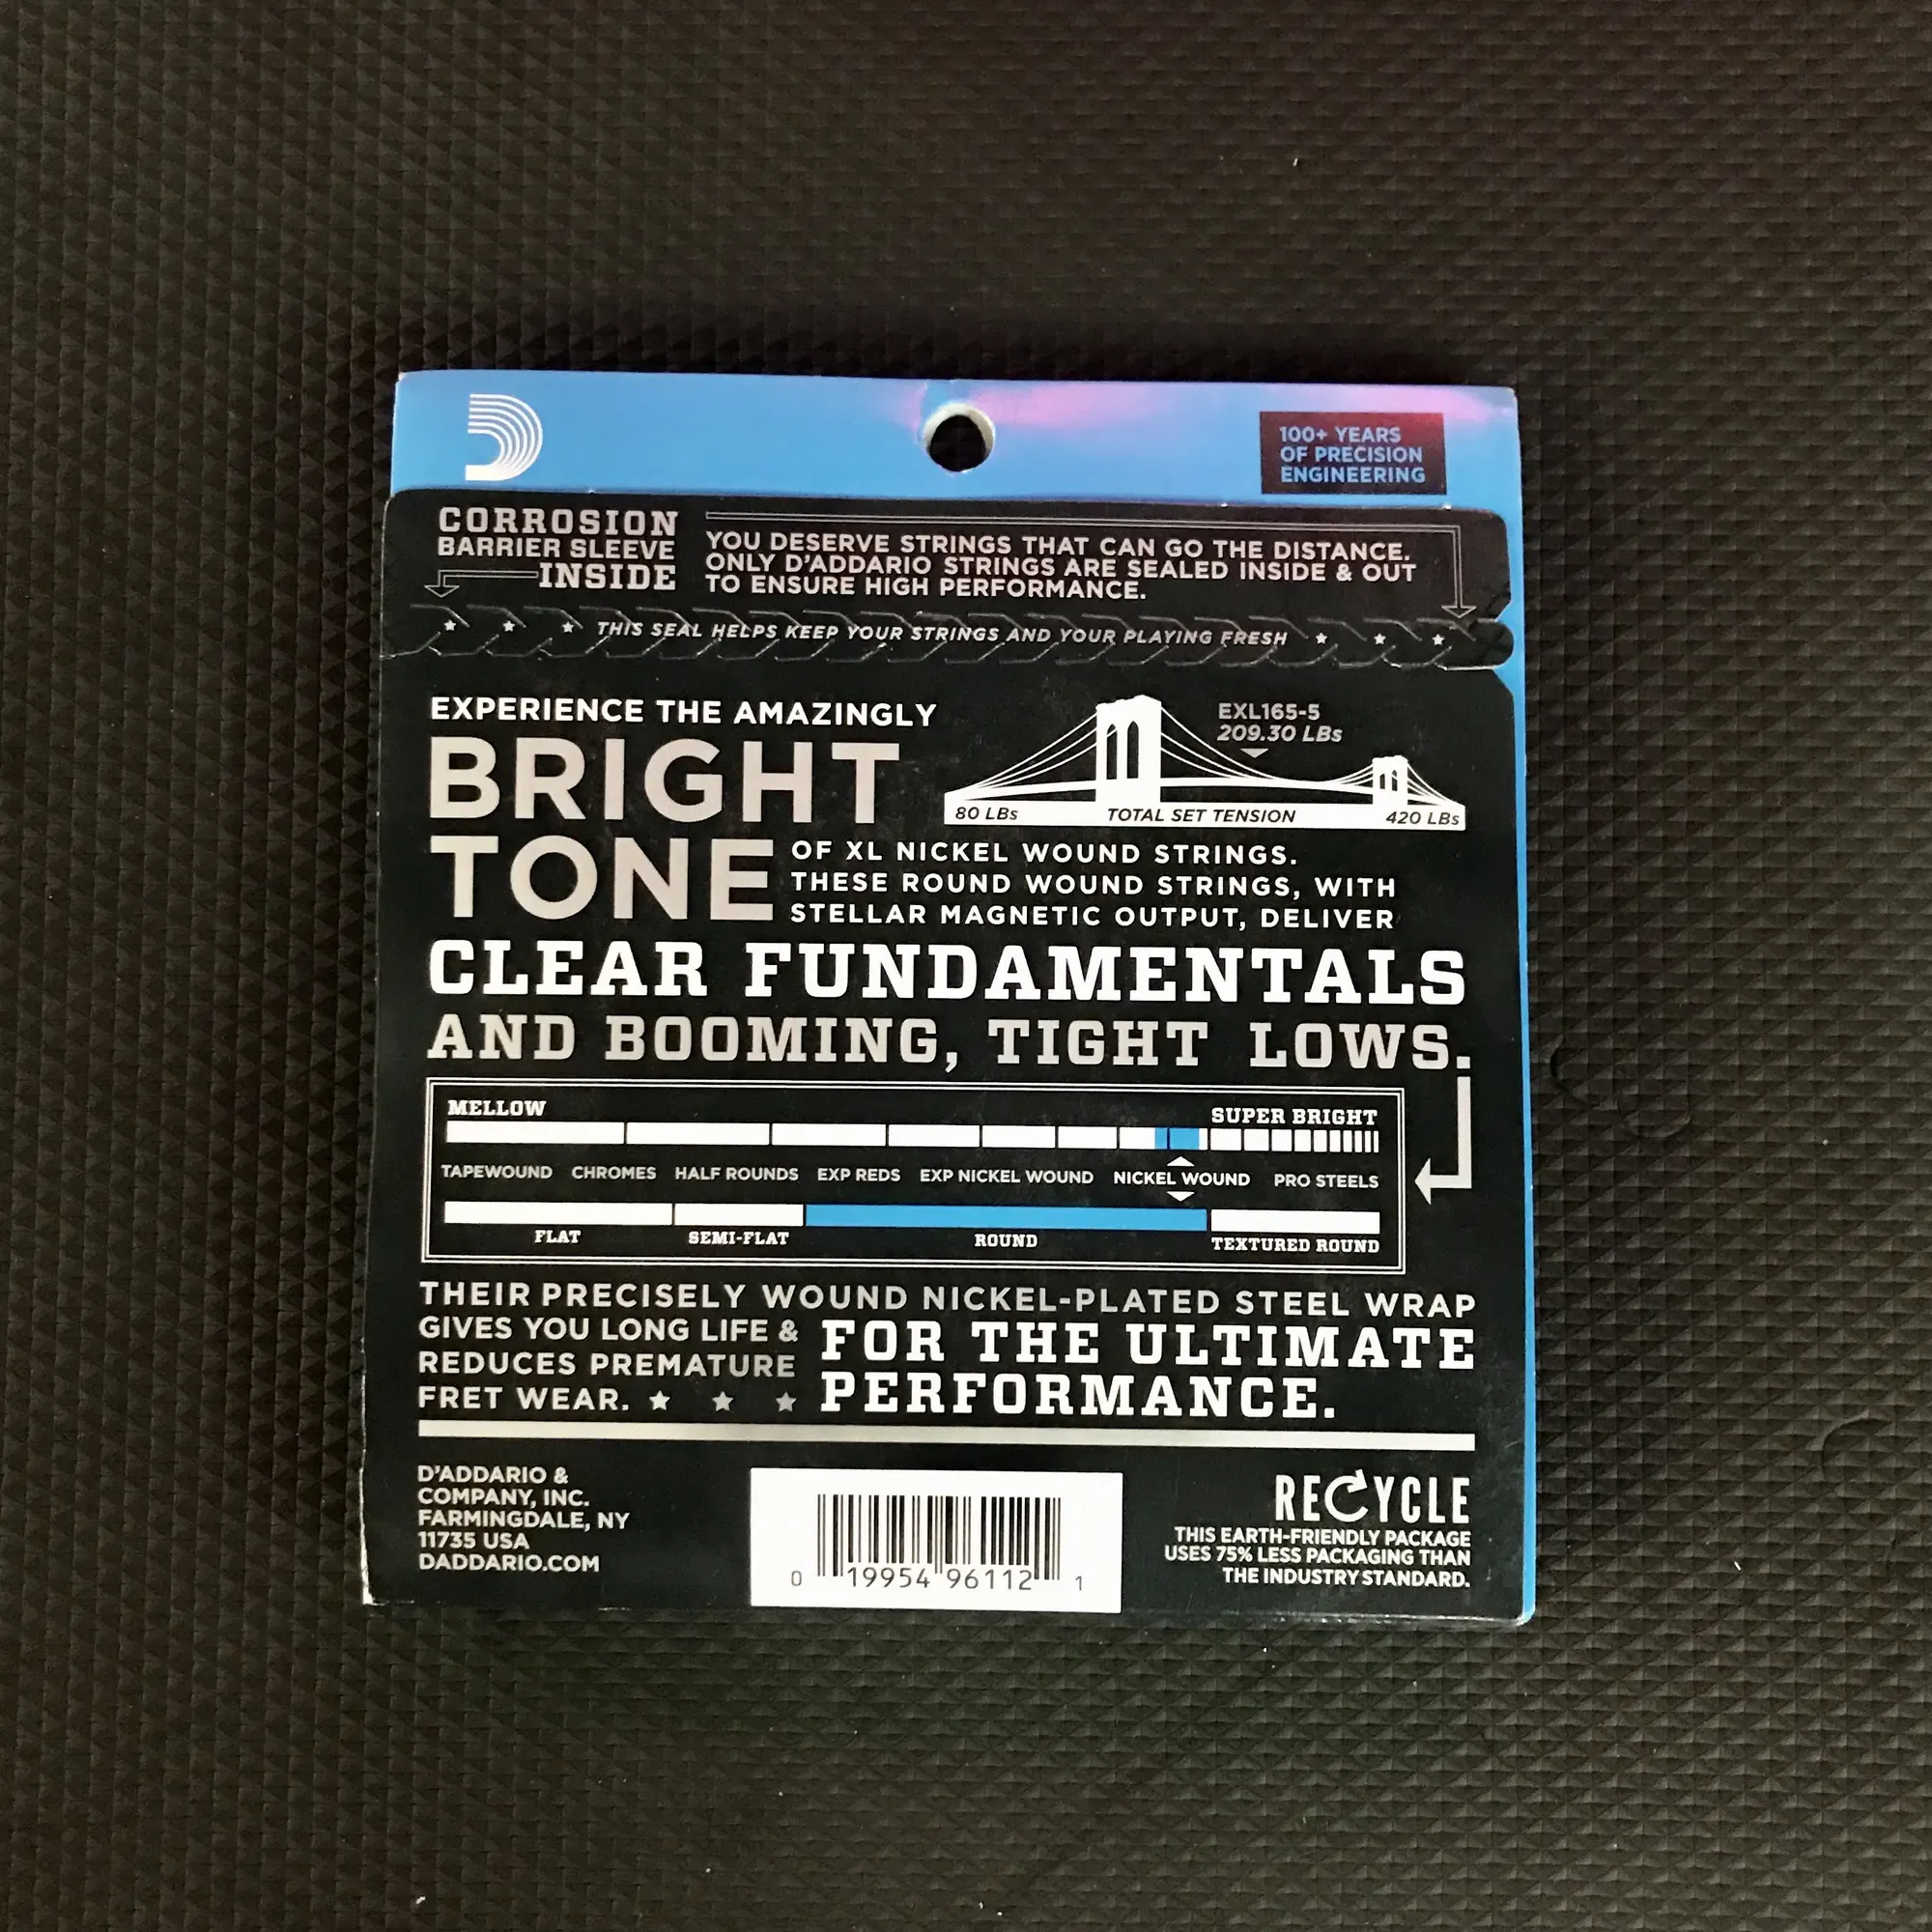 100+ YEARS
OF PRECISION
ENGINEERING
CORROSION
BARRIER SLEEVE
INSIDE
YOU DESERVE STRINGS THAT CAN GO THE DISTANCE.
ONLY D'ADDARIO STRINGS ARE SEALED INSIDE & OUT
TO ENSURE HIGH PERFORMANCE.
THIS SEAL HELPS KEEP YOUR STRINGS AND YOUR PLAYING FRESH
EXPERIENCE THE AMAZINGLY
BRIGHT
TONE
EXL165-5
209.30 LBs
80 LBs TOTAL SET TENSION 420 LBs
OF XL NICKEL WOUND STRINGS.
THESE ROUND WOUND STRINGS, WITH
STELLAR MAGNETIC OUTPUT, DELIVER
CLEAR FUNDAMENTALS
AND BOOMING, TIGHT LOWS.
MELLOW SUPER BRIGHT
TAPEWOUND CHROMES HALF ROUNDS EXP REDS EXP NICKEL WOUND NICKEL WOUND PRO STEELS
FLAT SEMI-FLAT ROUND TEXTURED ROUND
THEIR PRECISELY WOUND NICKEL-PLATED STEEL WRAP
GIVES YOU LONG LIFE &
REDUCES PREMATURE
FRET WEAR.
FOR THE ULTIMATE
PERFORMANCE.
D'ADDARIO &
COMPANY, INC.
FARMINGDALE, NY
11735 USA
DADDARIO.COM
0 19954 96112 1
RECYCLE
THIS EARTH-FRIENDLY PACKAGE
USES 75% LESS PACKAGING THAN
THE INDUSTRY STANDARD.